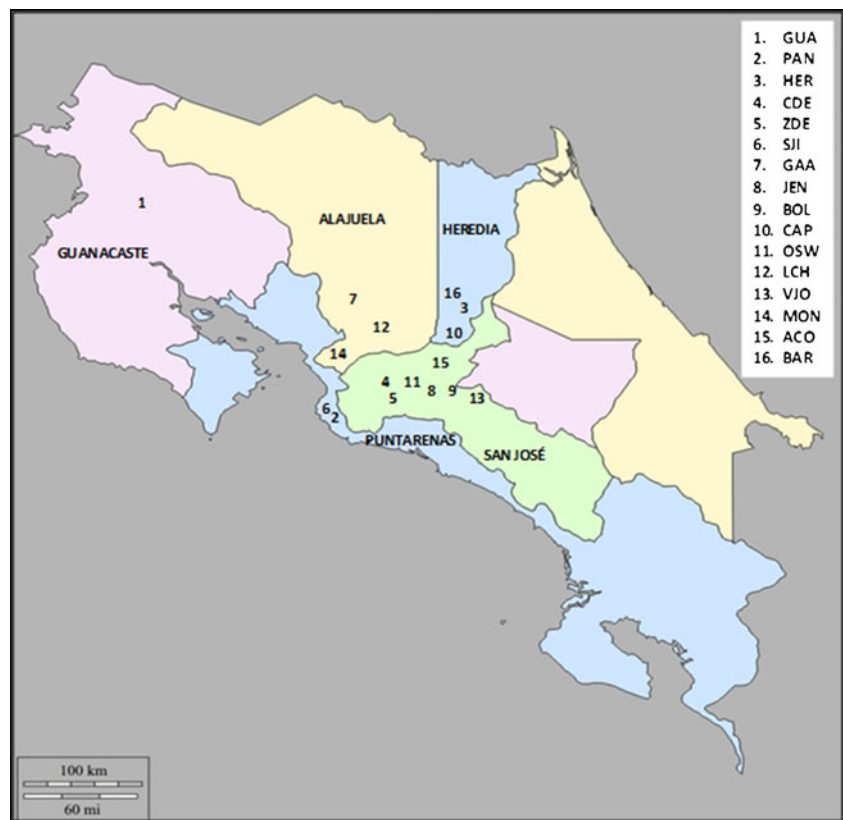 1. GUA
2. PAN
3. HER
4. CDE
5. ZDE
6. SJI
7. GAA
8. JEN
9. BOL
10. CAP
11. OSW
12. LCH
13. VJO
14. MON
15. ACO
16. BAR
1
ALAJUELA
HEREDIA
GUANACASTE
16
7
3
12
10
14
15
4
11
8
9
5
13
6
2
PUNTARENAS
SAN JOSÉ
100 km
60 mi